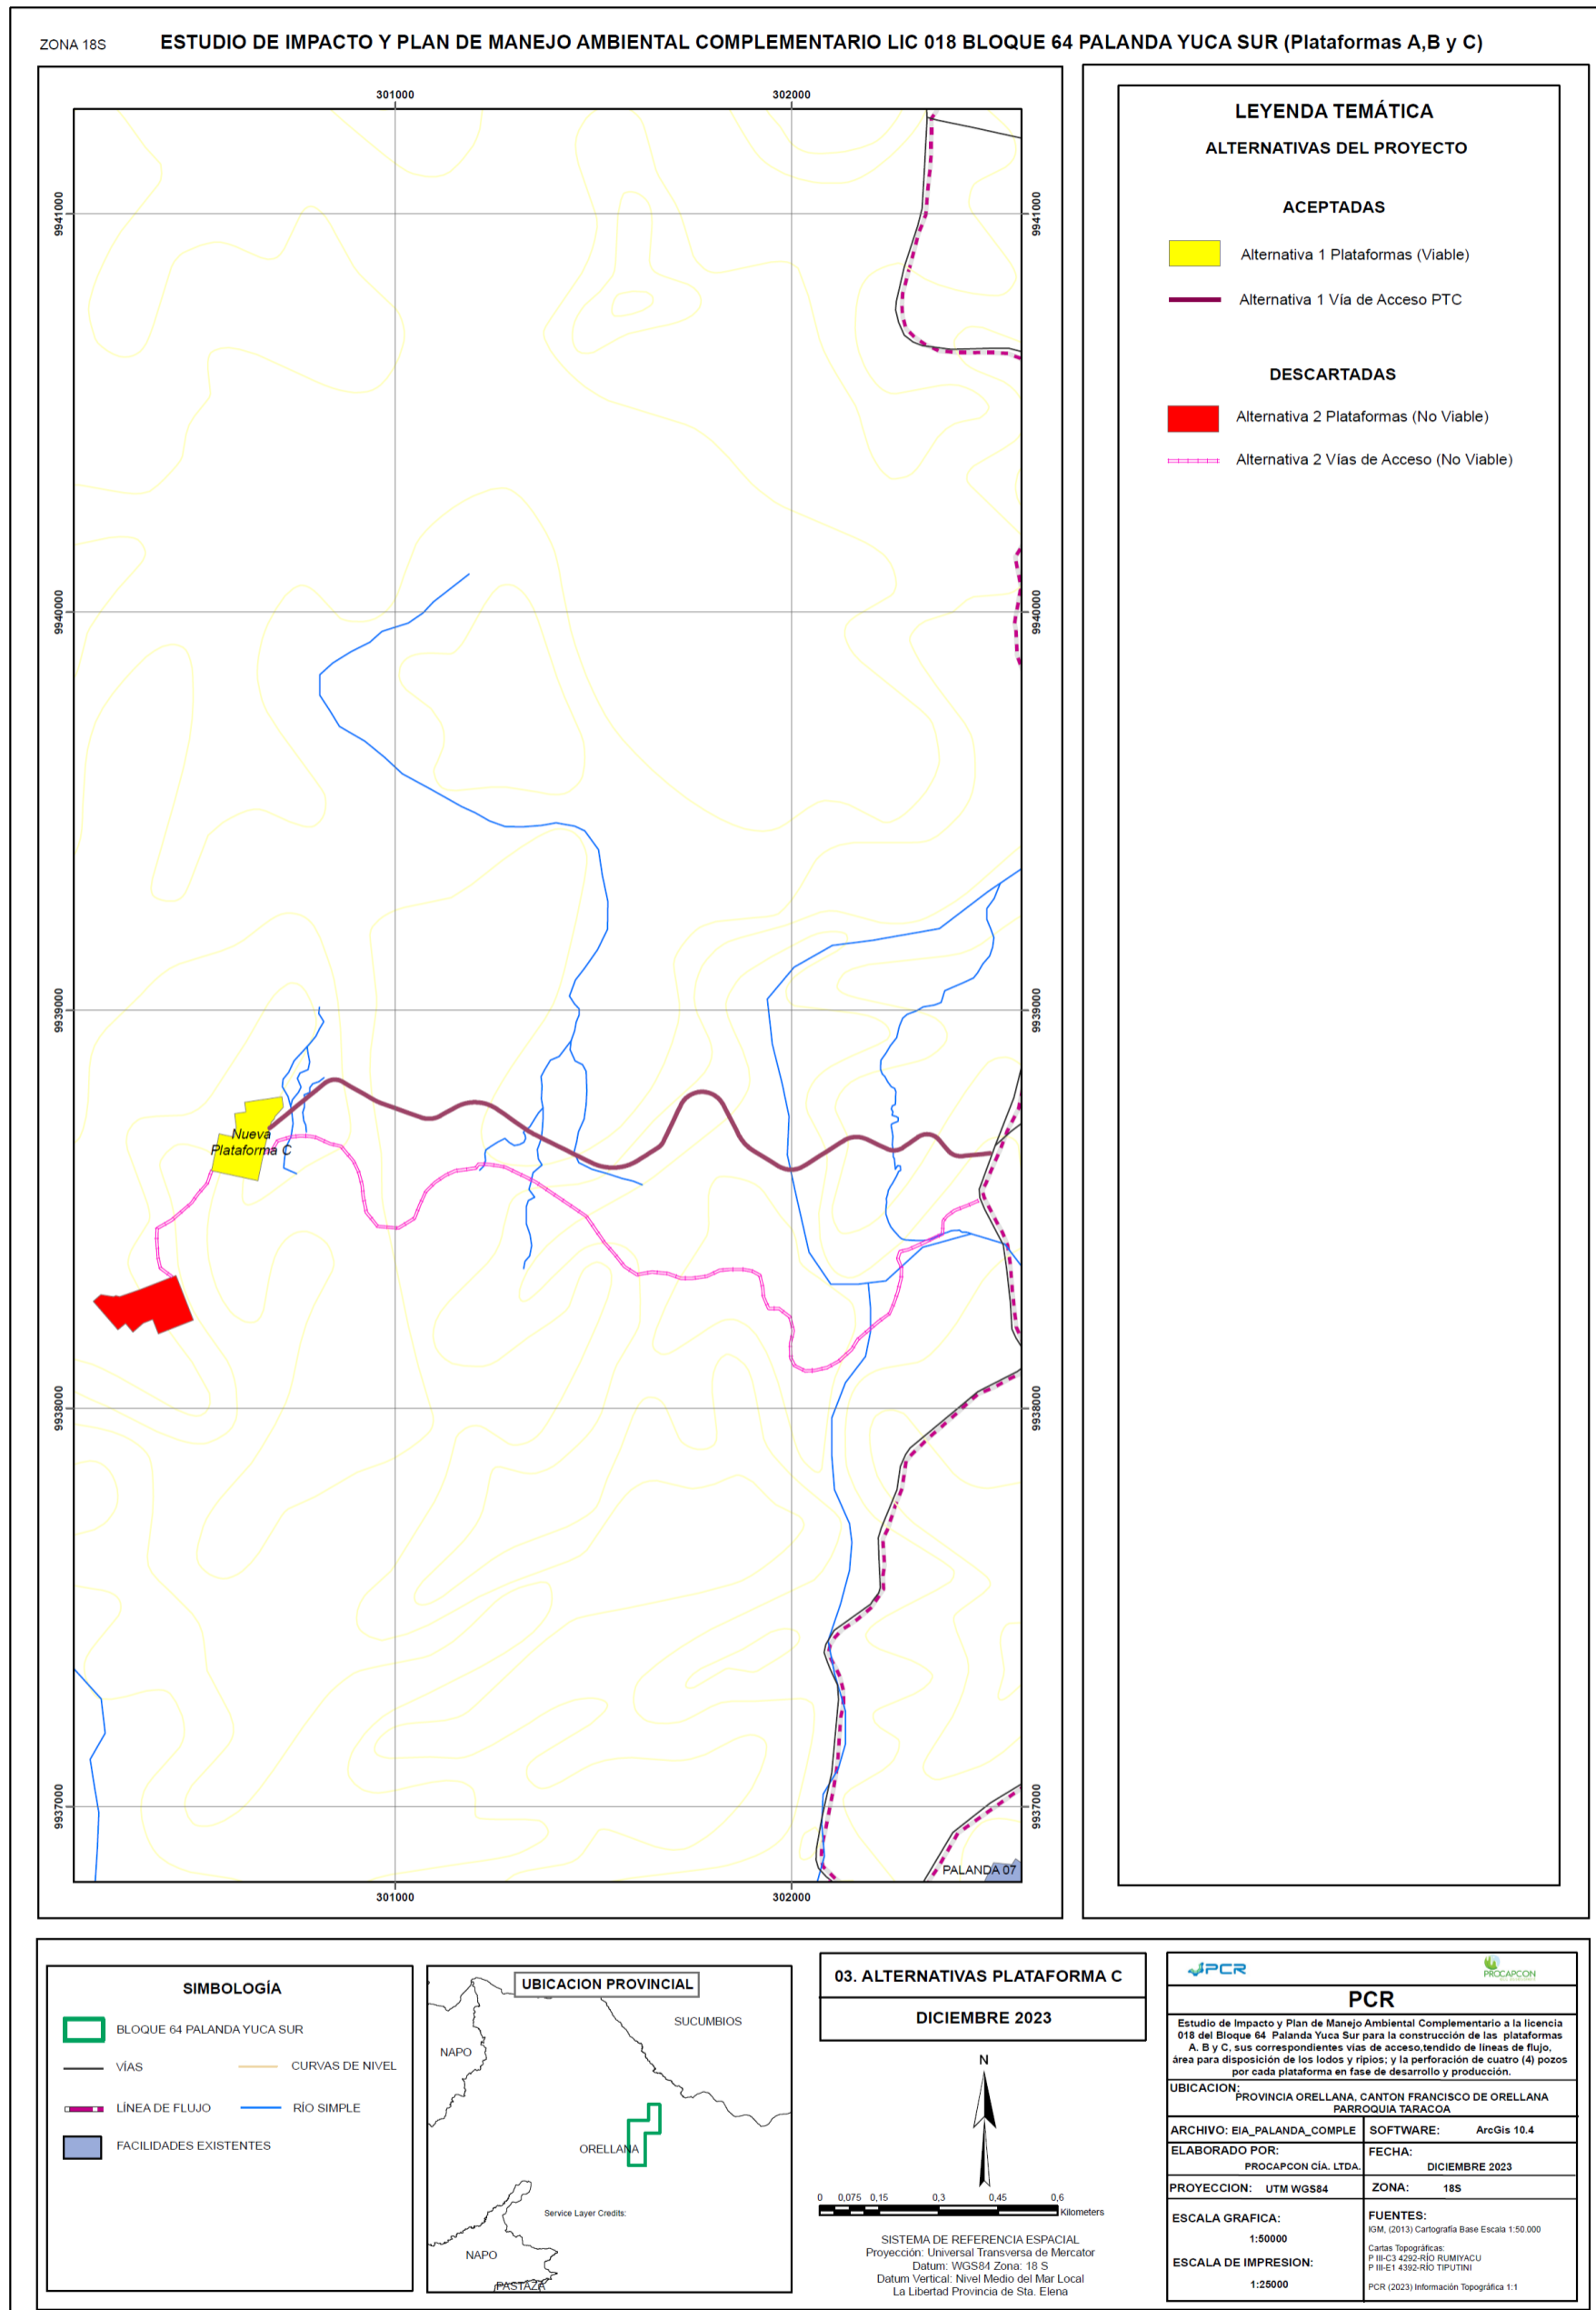 ZONA 18S
ESTUDIO DE IMPACTO Y PLAN DE MANEJO AMBIENTAL COMPLEMENTARIO LIC 018 BLOQUE 64 PALANDA YUCA SUR (Plataformas A,B y C)
301000
302000
9941000
9941000
9940000
9940000
9939000
9939000
Nueva
Plataforma C
9938000
9938000
9937000
9937000
PALANDA 07
301000
302000
LEYENDA TEMÁTICA
ALTERNATIVAS DEL PROYECTO
ACEPTADAS
Alternativa 1 Plataformas (Viable)
Alternativa 1 Vía de Acceso PTC
DESCARTADAS
Alternativa 2 Plataformas (No Viable)
Alternativa 2 Vías de Acceso (No Viable)
SIMBOLOGÍA
BLOQUE 64 PALANDA YUCA SUR
VÍAS
CURVAS DE NIVEL
LÍNEA DE FLUJO
RÍO SIMPLE
FACILIDADES EXISTENTES
UBICACION PROVINCIAL
SUCUMBIOS
NAPO
ORELLANA
Service Layer Credits:
NAPO
PASTAZA
03. ALTERNATIVAS PLATAFORMA C
DICIEMBRE 2023
N
0 0,075 0,15 0,3 0,45 0,6
Kilometers
SISTEMA DE REFERENCIA ESPACIAL
Proyección: Universal Transversa de Mercator
Datum: WGS84 Zona: 18 S
Datum Vertical: Nivel Medio del Mar Local
La Libertad Provincia de Sta. Elena
PCR
PROCAPCON
PCR
Estudio de Impacto y Plan de Manejo Ambiental Complementario a la licencia
018 del Bloque 64 Palanda Yuca Sur para la construcción de las plataformas
A. B y C, sus correspondientes vías de acceso,tendido de líneas de flujo,
área para disposición de los lodos y ripios; y la perforación de cuatro (4) pozos
por cada plataforma en fase de desarrollo y producción.
UBICACION:
PROVINCIA ORELLANA, CANTON FRANCISCO DE ORELLANA
PARROQUIA TARACOA
ARCHIVO: EIA_PALANDA_COMPLE
SOFTWARE: ArcGis 10.4
ELABORADO POR:
PROCAPCON CÍA. LTDA.
FECHA:
DICIEMBRE 2023
PROYECCION: UTM WGS84
ZONA: 18S
ESCALA GRAFICA:
1:50000
ESCALA DE IMPRESION:
1:25000
FUENTES:
IGM, (2013) Cartografía Base Escala 1:50.000
Cartas Topográficas:
P III-C3 4292-RÍO RUMIYACU
P III-E1 4392-RÍO TIPUTINI
PCR (2023) Información Topográfica 1:1